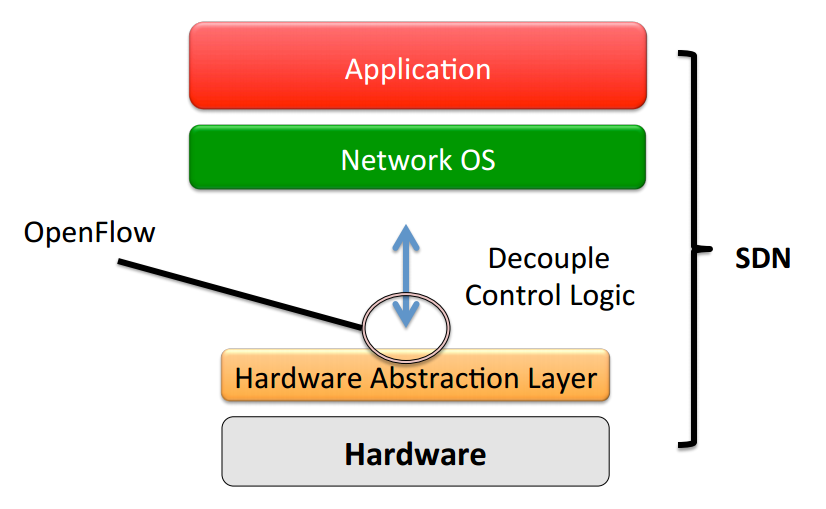 Application
Network OS
OpenFlow
Decouple
Control Logic
SDN
Hardware Abstraction Layer
Hardware